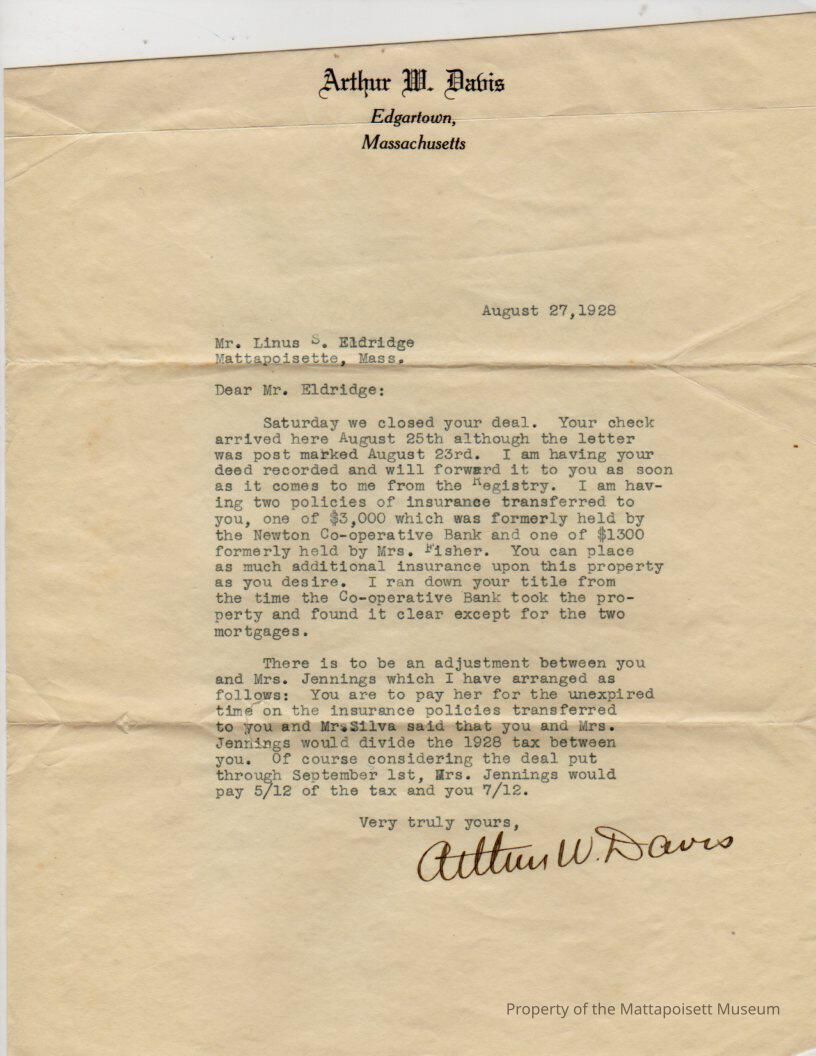 Arthur W. Davis
Edgartown,
Massachusetts
August 27,1928
Mr. Linus S. Eldridge
Mattapoisette, Mass.
Dear Mr. Eldridge:
Saturday we closed your deal. Your check
arrived here August 25th although the letter
was post marked August 23rd. I am having your
deed recorded and will forward it to you as soon
as it comes to me from the Registry. I am hav-
ing two policies of insurance transferred to
you, one of $3,000 which was formerly held by
the Newton Co-operative Bank and one of $1300
formerly held by Mrs. Fisher. You can place
as much additional insurance upon this property
as you desire. I ran down your title from
the time the Co-operative Bank took the pro-
perty and found it clear except for the two
mortgages.
There is to be an adjustment between you
and Mrs. Jennings which I have arranged as
follows: You are to pay her for the unexpired
time on the insurance policies transferred
to you and Mr.Silva said that you and Mrs.
Jennings would divide the 1928 tax between
you. Of course considering the deal put
through September 1st, Mrs. Jennings would
pay 5/12 of the tax and you 7/12.
Very truly yours,
Arthur W. Davis
Property of the Mattapoisett Museum